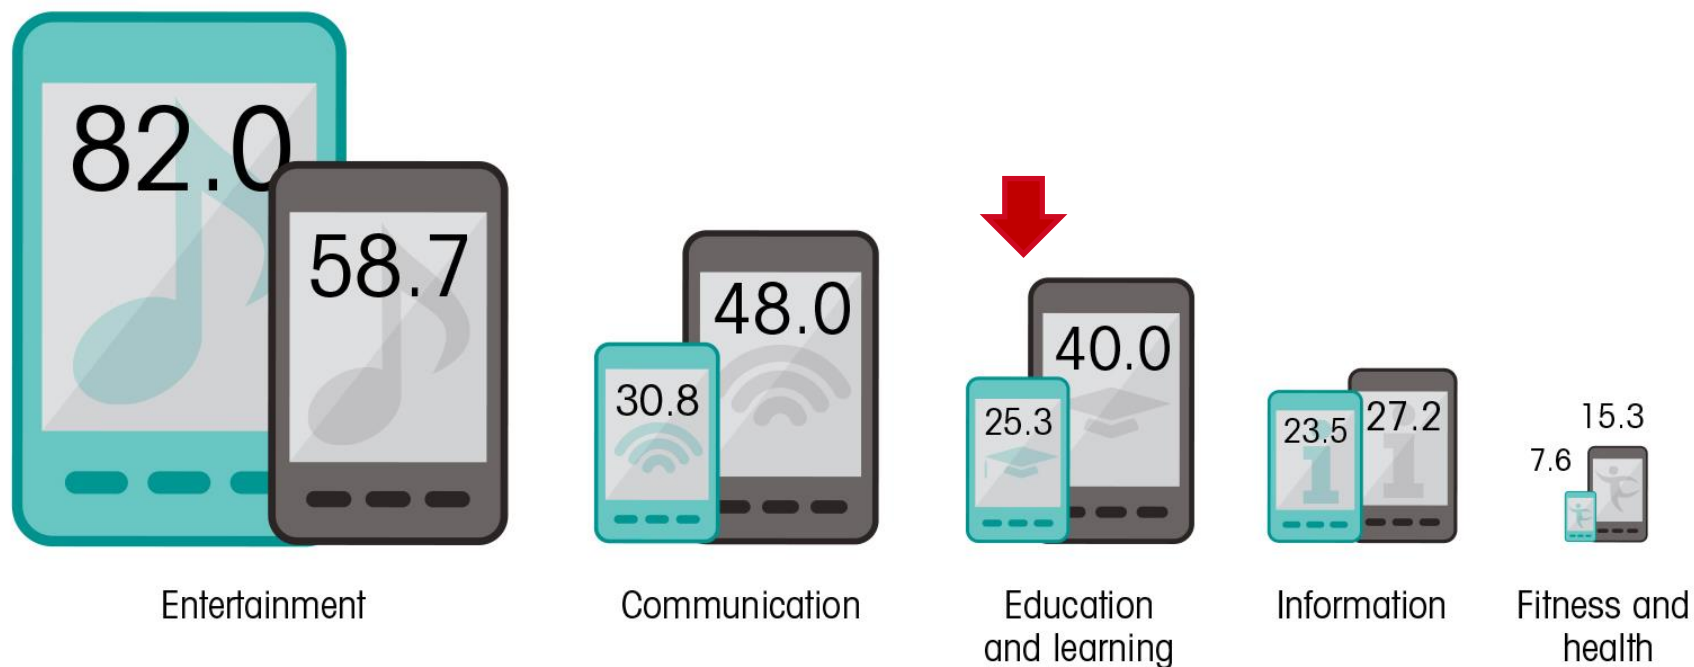 82.0
58.7
30.8
48.0
25.3
40.0
23.5
27.2
7.6
15.3
Entertainment
Communication
Education
and learning
Information
Fitness and
health